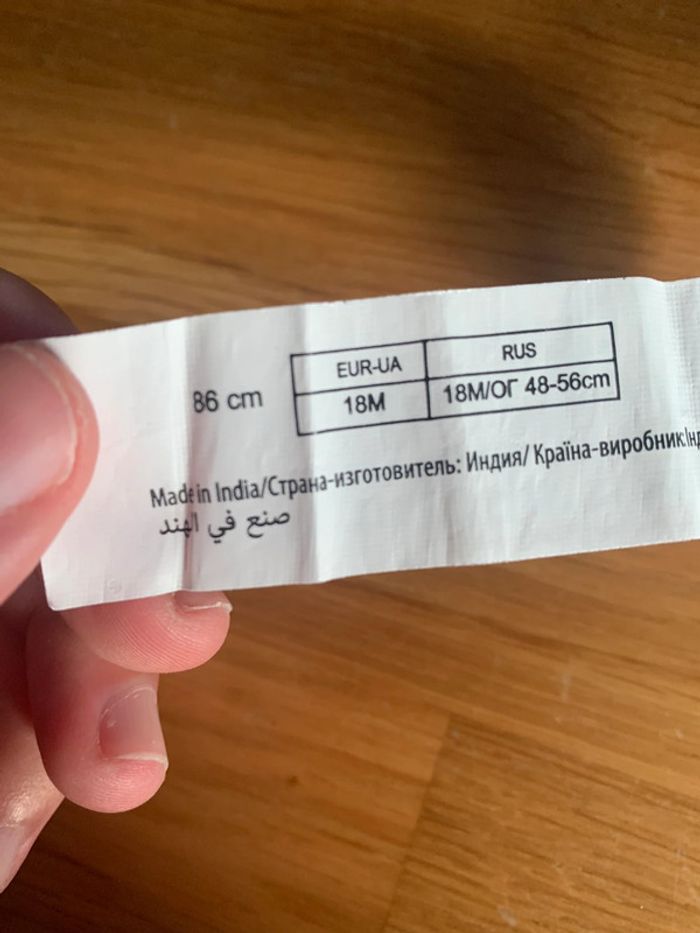 86 cm
EUR-UA RUS
18M 18M/ОГ 48-56cm
Made in India/Страна-изготовитель: Индия/ Країна-виробник:
صنع في الهند